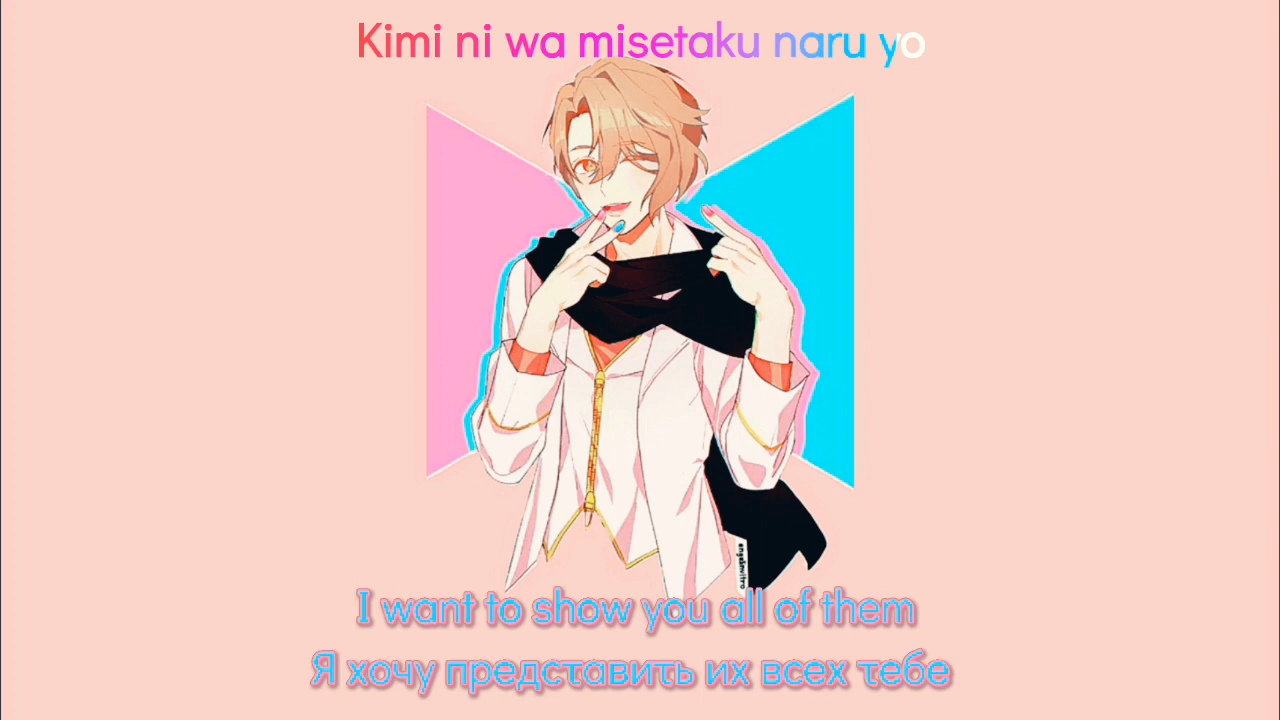 Kimi ni wa misetaku naru yo
I want to show you all of them
Я хочу представить их всех тебе